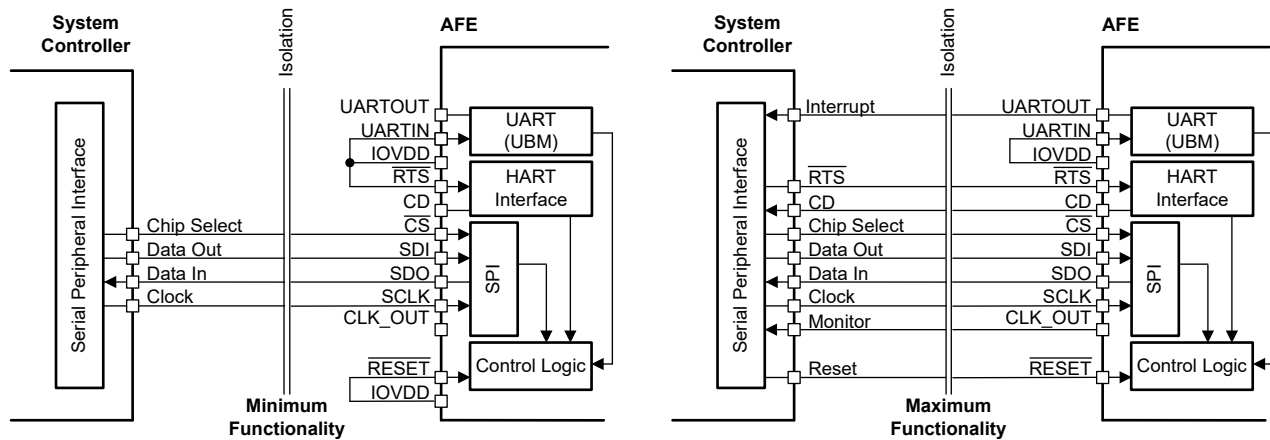 System
Controller
Isolation
AFE
UARTOUT
UARTIN
IOVDD
RTS
CD
CS
SDI
SDO
SCLK
CLK_OUT
RESET
IOVDD
Chip Select
Data Out
Data In
Clock
Serial Peripheral Interface
UART
(UBM)
HART
Interface
SPI
Control Logic
Minimum
Functionality
System
Controller
Isolation
AFE
Interrupt
RTS
CD
Chip Select
Data Out
Data In
Clock
Monitor
Reset
Serial Peripheral Interface
UARTOUT
UARTIN
IOVDD
RTS
CD
CS
SDI
SDO
SCLK
CLK_OUT
RESET
UART
(UBM)
HART
Interface
SPI
Control Logic
Maximum
Functionality